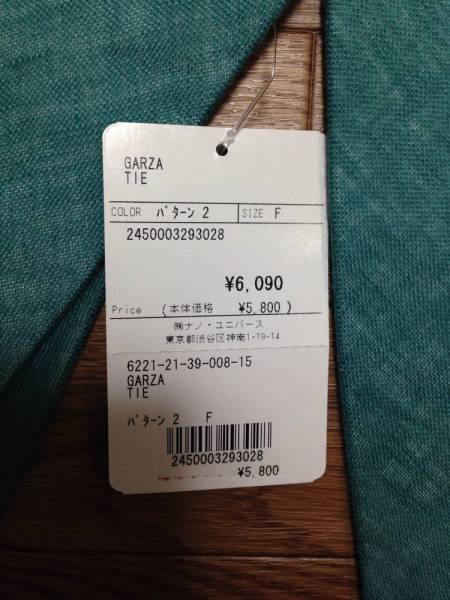 GARZA
TIE
COLOR パターン2 SIZE F
2450003293028
¥6,090
Price (本体価格 ¥5,800)
㈱ナノ・ユニバース
東京都渋谷区神南1-19-14
6221-21-39-008-15
GARZA
TIE
パターン2 F
2450003293028
¥5,800